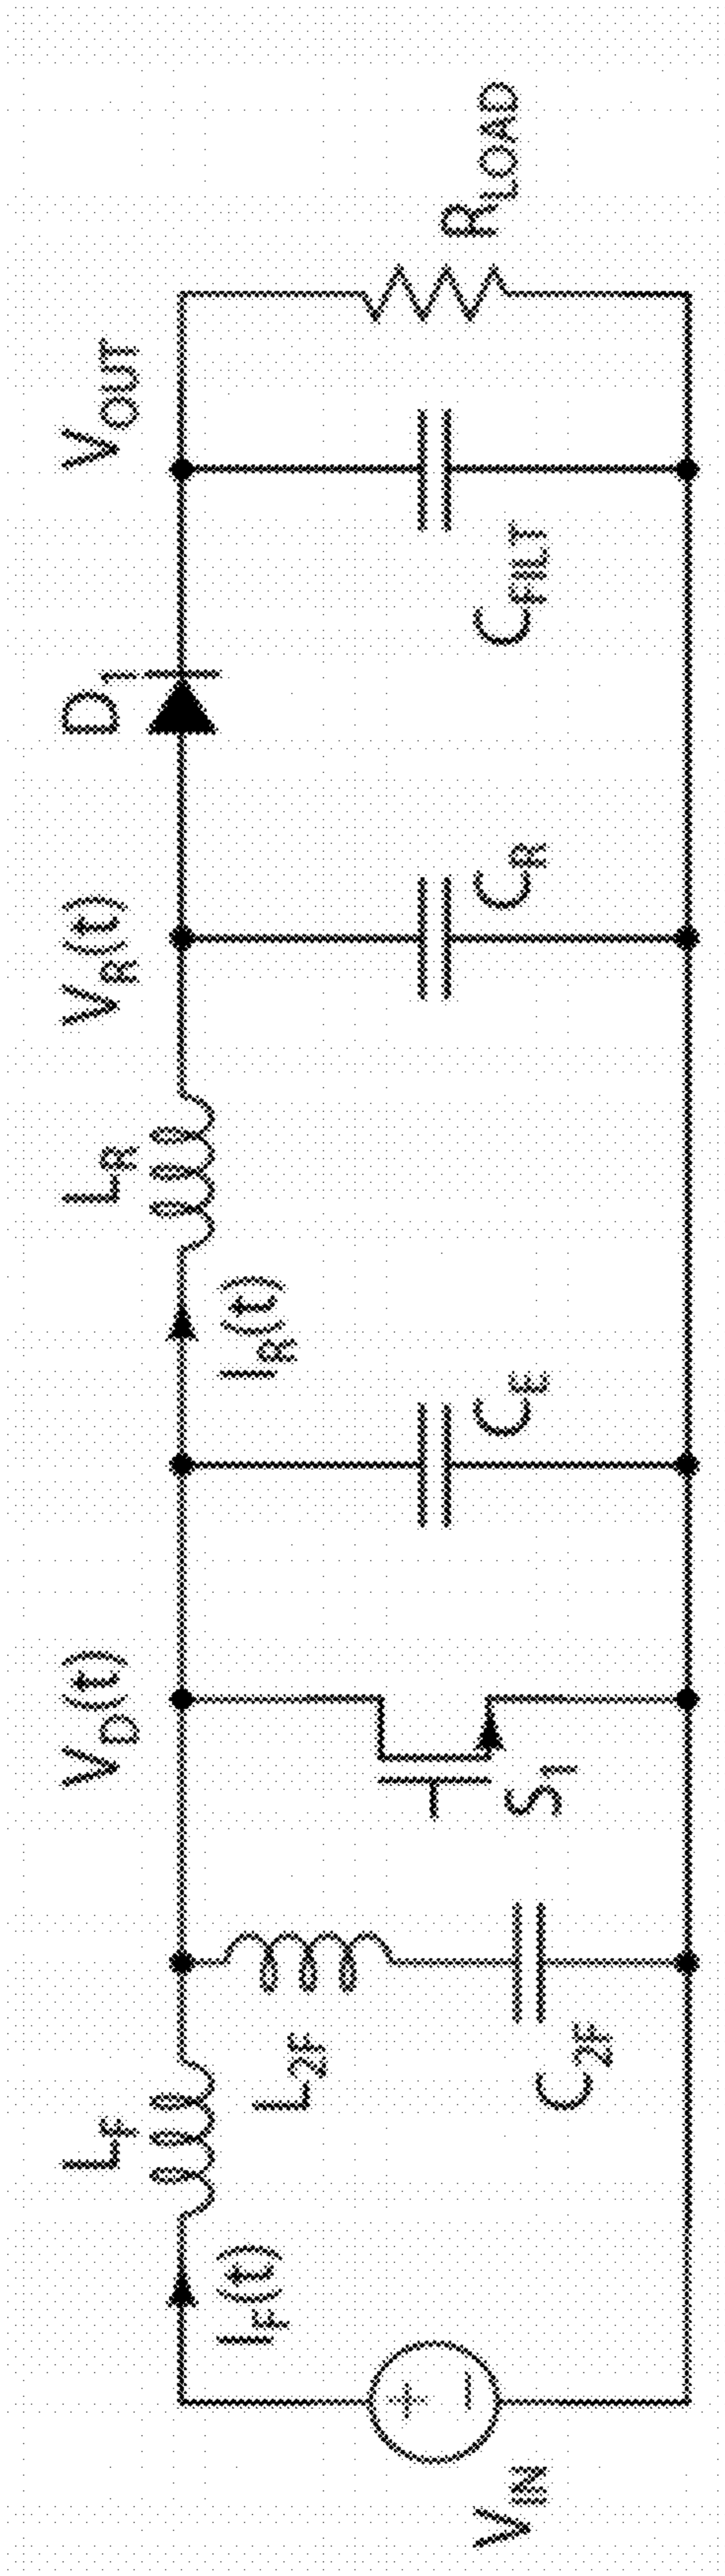 V_IN
I_F(t)
L_F
L_2F
C_2F
V_D(t)
S_1
C_E
I_R(t)
L_R
V_R(t)
C_R
D_1
C_FILT
V_OUT
R_LOAD
+
−